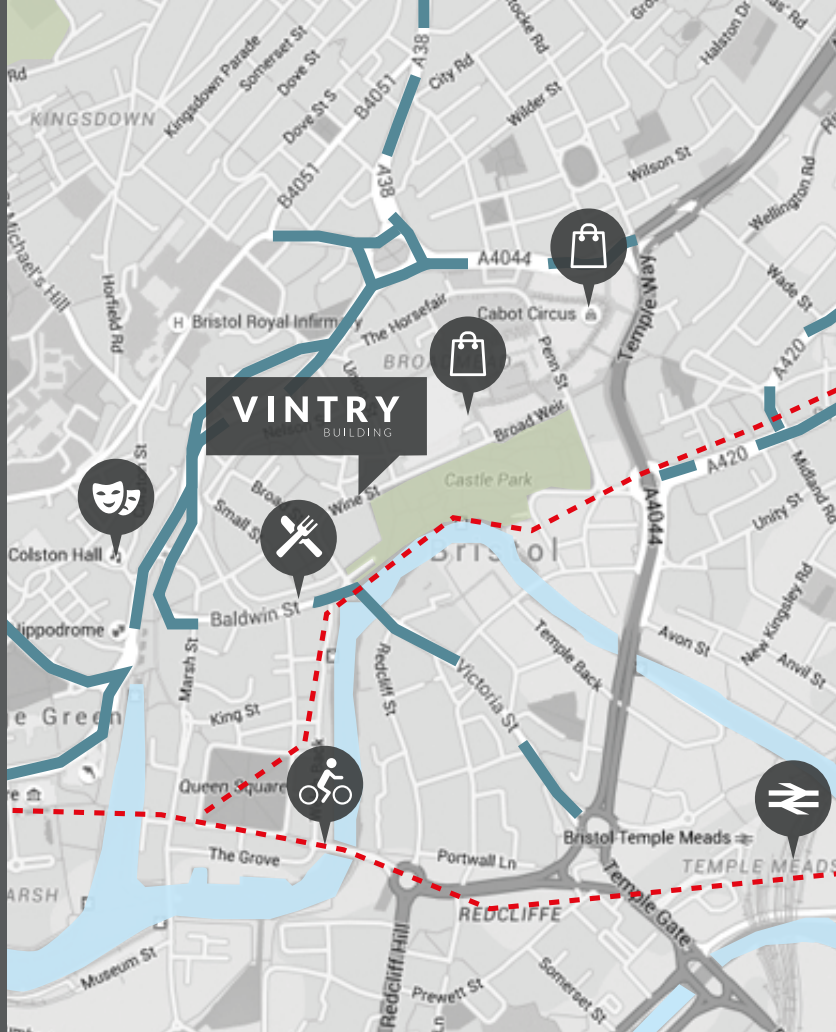 A38
City Rd
Halston Dr
Rd
Kingsdown Parade
Somerset St
Dove St
Dove St S
B4051
KINGSDOWN
Wilder St
B4051
A38
Wilson St
Wellington Rd
St Michael's Hill
Horfield Rd
A4044
Temple Way
Wade St
H Bristol Royal Infirmary
The Horsefair
Cabot Circus
A420
Penn St
VINTRY
BUILDING
Broad Weir
Nelson St
Castle Park
A420
Midland Rd
Wine St
Small St
Unity St
A4044
Colston Hall
Bristol
Baldwin St
New Kingsley Rd
Avon St
Anvil St
Temple Back
Marsh St
Redcliff St
Victoria St
King St
Queen Square
The Grove
Portwall Ln
Bristol Temple Meads
TEMPLE MEADS
REDCLIFFE
Temple Gate
Museum St
Redcliff Hill
Prewett St
Somerset St